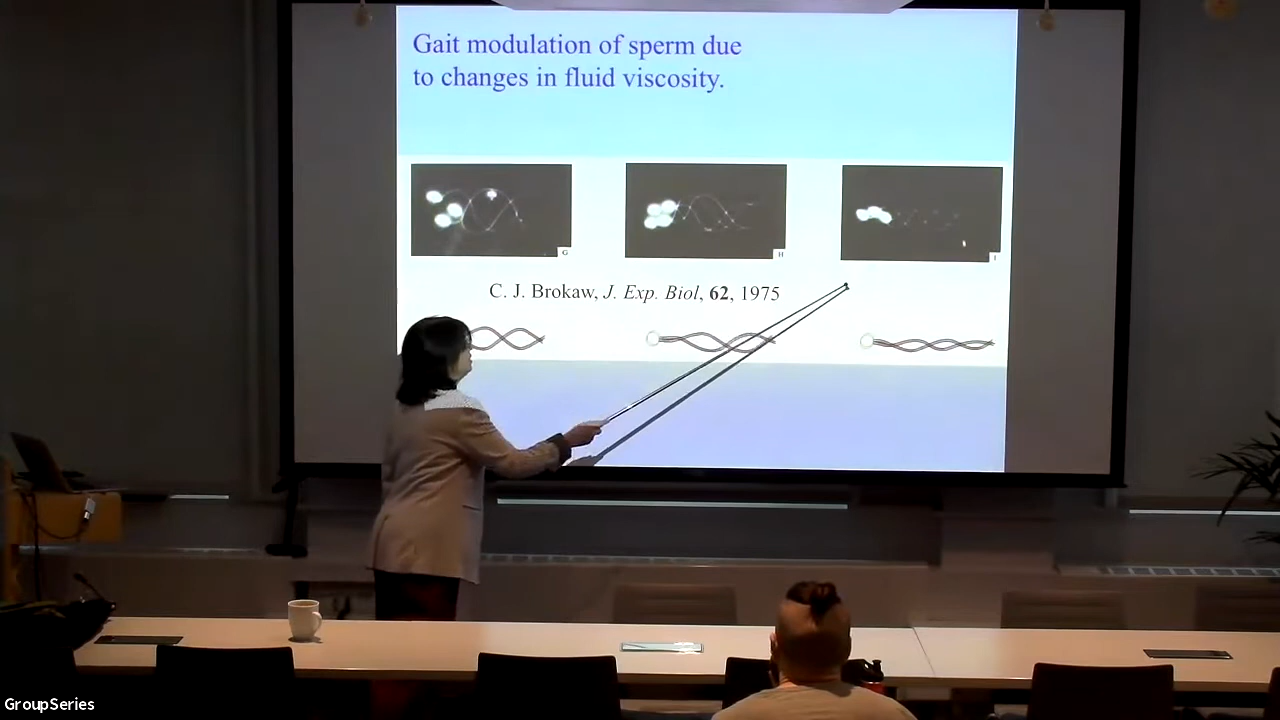 Gait modulation of sperm due
to changes in fluid viscosity.
G
H
I
C. J. Brokaw, J. Exp. Biol, 62, 1975
GroupSeries